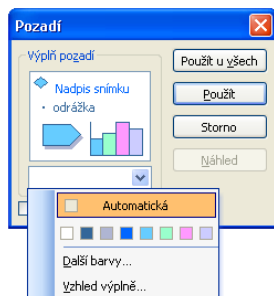 Pozadí
Výplň pozadí
Použít u všech
Nadpis snímku
• odrážka
Použít
Storno
Náhled
Automatická
Další barvy...
Vzhled výplně...